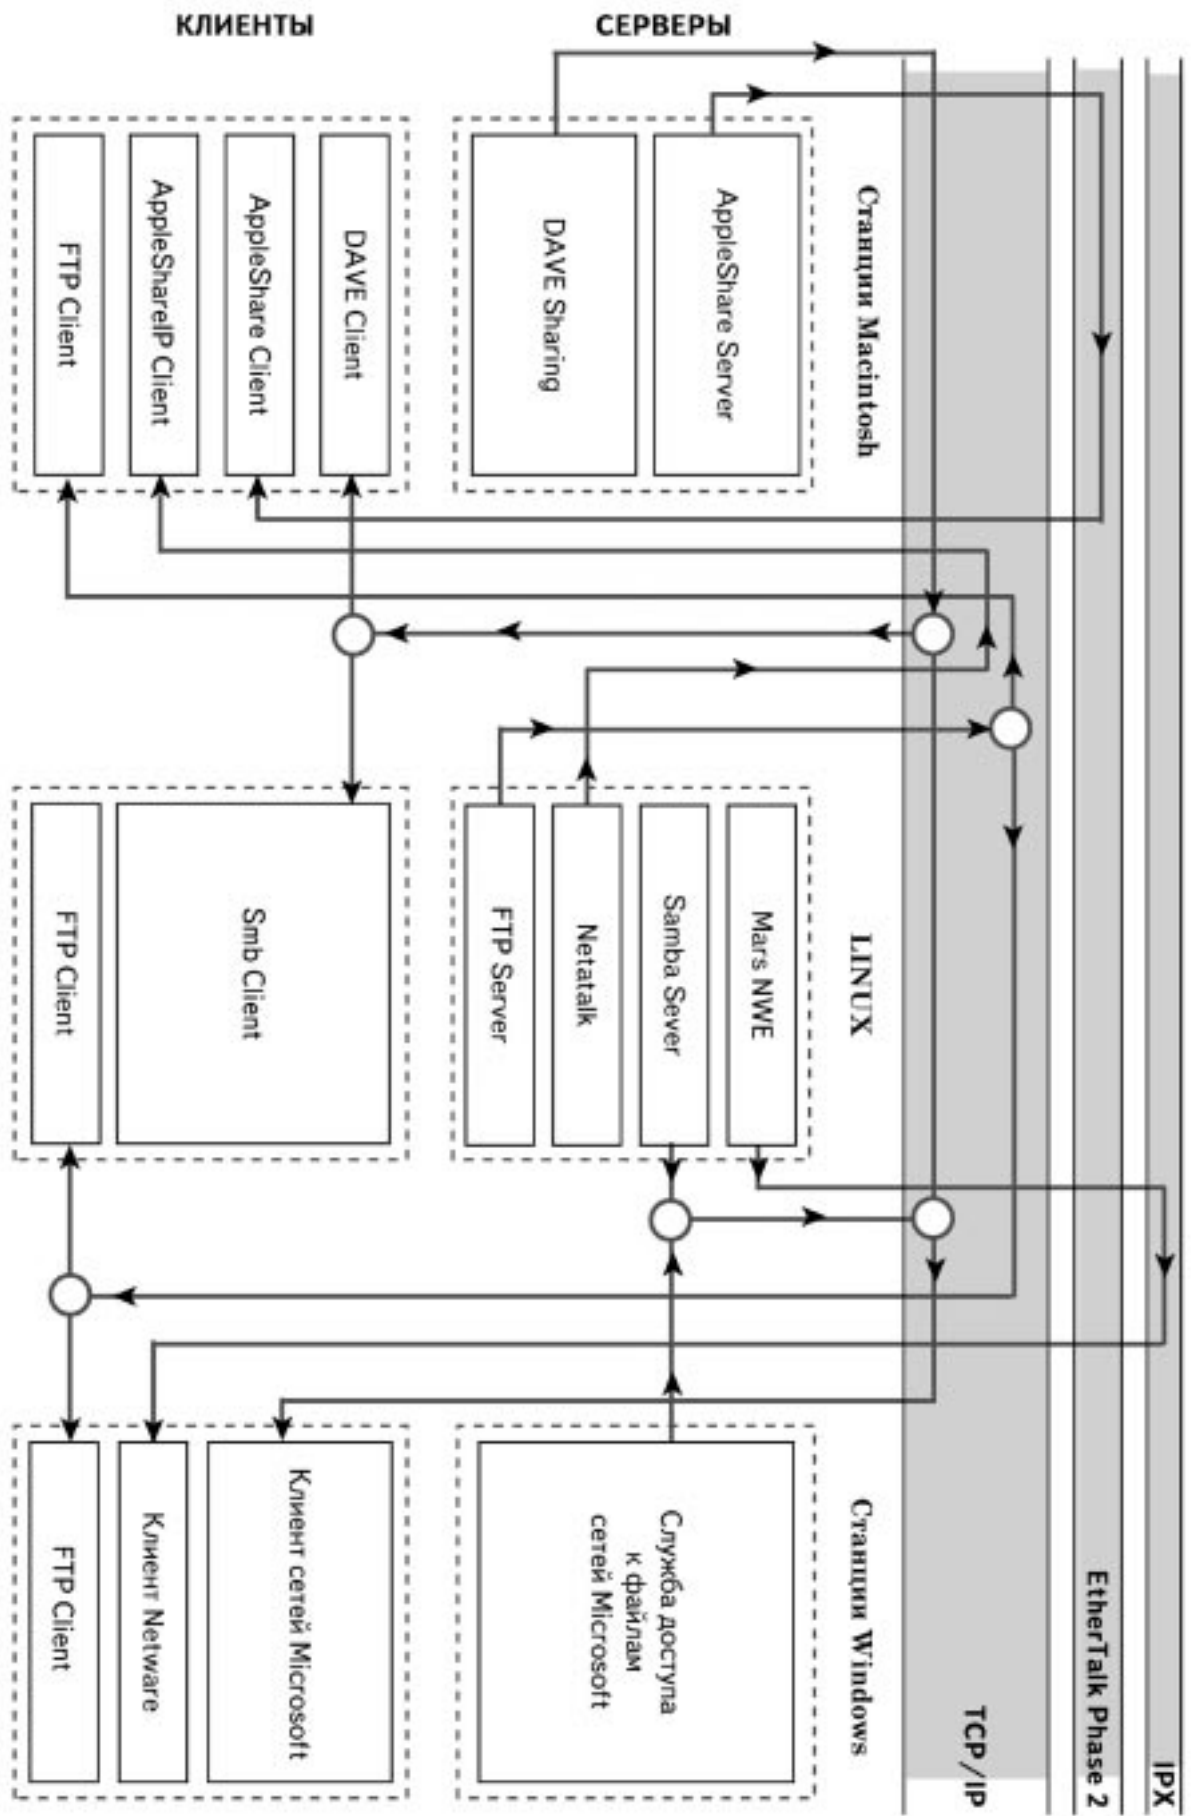 КЛИЕНТЫ
СЕРВЕРЫ
Станции Macintosh
AppleShare Server
DAVE Sharing
DAVE Client
AppleShare Client
AppleShareIP Client
FTP Client
LINUX
Mars NWE
Samba Sever
Netatalk
FTP Server
Smb Client
FTP Client
Станции Windows
Служба доступа
к файлам
сетей Microsoft
Клиент сетей Microsoft
Клиент Netware
FTP Client
IPX
EtherTalk Phase 2
TCP/IP